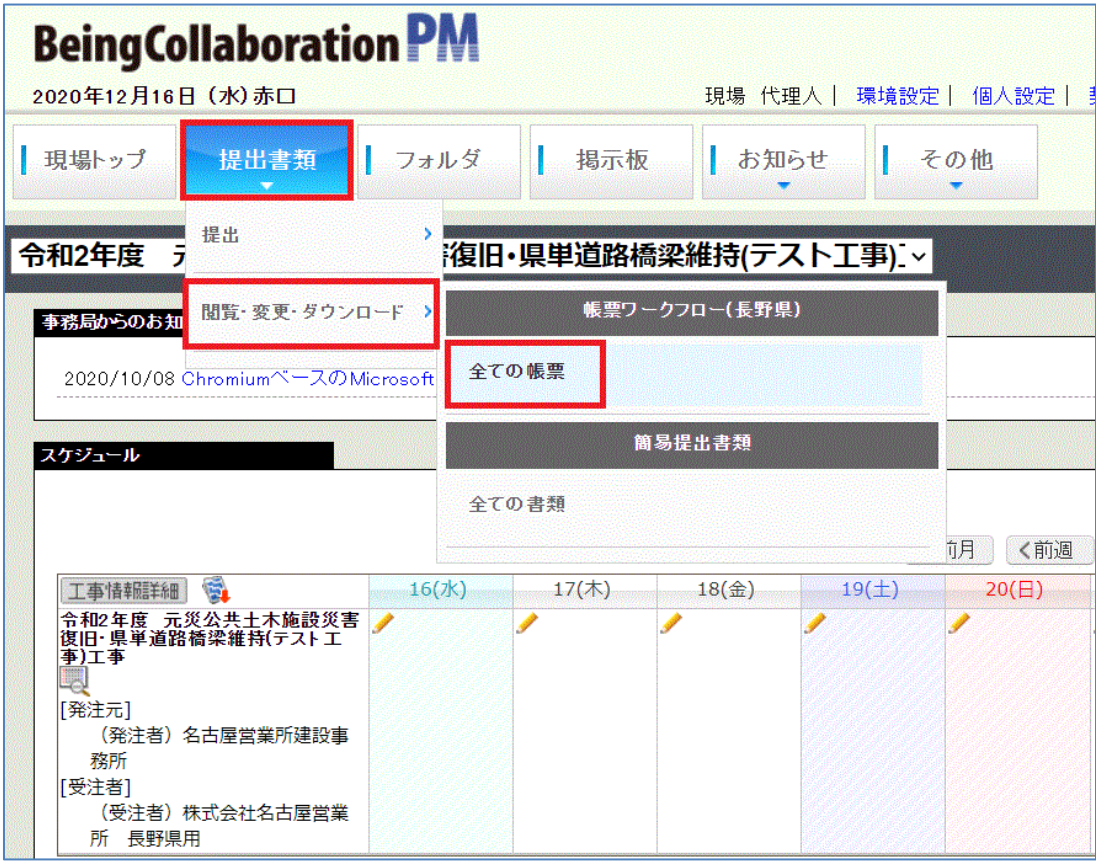 BeingCollaboration PM
2020年12月16日（水)赤口
現場 代理人│ 環境設定│ 個人設定│
現場トップ
提出書類
フォルダ
掲示板
お知らせ
その他
提出
令和2年度
復旧・県単道路橋梁維持(テスト工事)
閲覧・変更・ダウンロード
帳票ワークフロー(長野県)
事務局からのお知
全ての帳票
2020/10/08 ChromiumベースのMicrosoft
簡易提出書類
スケジュール
全ての書類
前月
前週
工事情報詳細
16(水)
17(木)
18(金)
19(土)
20(日)
令和2年度 元災公共土木施設災害
復旧・県単道路橋梁維持(テスト工
事)工事
[発注元]
（発注者）名古屋営業所建設事
務所
[受注者]
（受注者）株式会社名古屋営業
所 長野県用